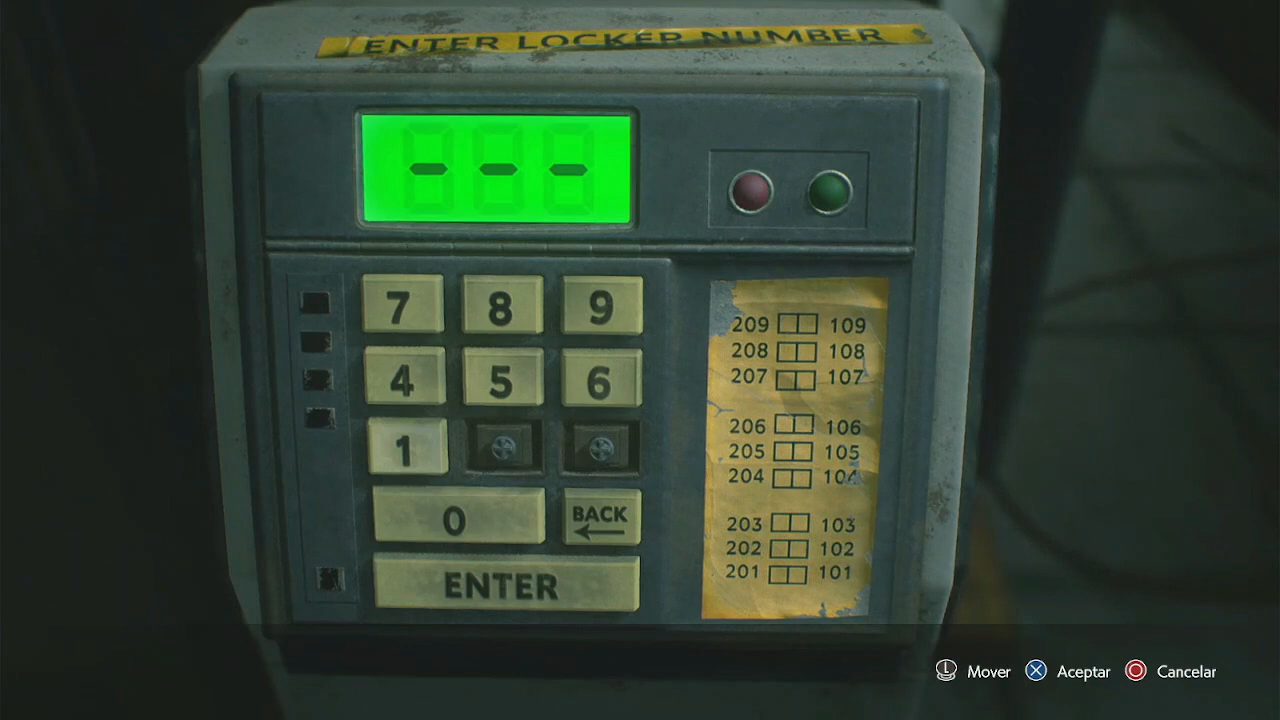 ENTER LOCKER NUMBER
- - -
7 8 9
4 5 6
1
0 BACK
ENTER
209 109
208 108
207 107
206 106
205 105
204 104
203 103
202 102
201 101
L Mover Aceptar Cancelar